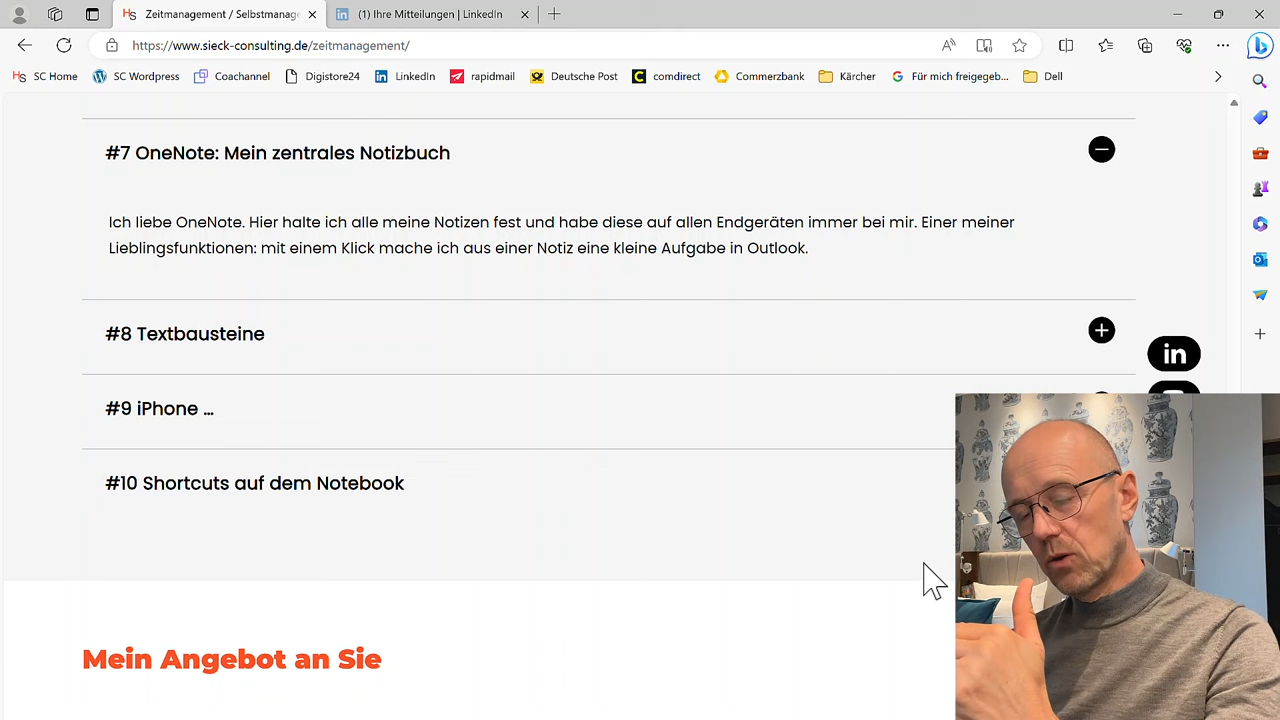 Zeitmanagement / Selbstmanage
(1) Ihre Mitteilungen | LinkedIn
https://www.sieck-consulting.de/zeitmanagement/
SC Home
SC Wordpress
Coachannel
Digistore24
LinkedIn
rapidmail
Deutsche Post
comdirect
Commerzbank
Kärcher
Für mich freigegeb...
Dell
#7 OneNote: Mein zentrales Notizbuch
Ich liebe OneNote. Hier halte ich alle meine Notizen fest und habe diese auf allen Endgeräten immer bei mir. Einer meiner
Lieblingsfunktionen: mit einem Klick mache ich aus einer Notiz eine kleine Aufgabe in Outlook.
#8 Textbausteine
in
#9 iPhone ...
#10 Shortcuts auf dem Notebook
Mein Angebot an Sie